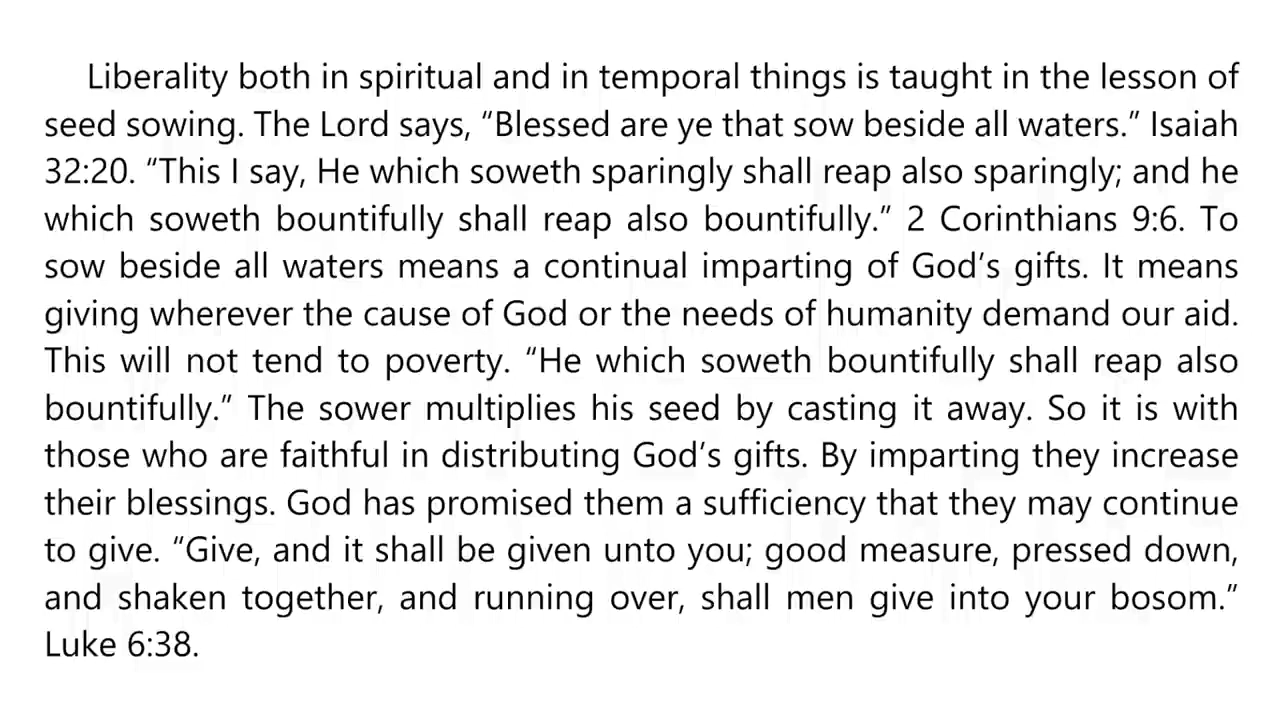 Liberality both in spiritual and in temporal things is taught in the lesson of
seed sowing. The Lord says, “Blessed are ye that sow beside all waters.” Isaiah
32:20. “This I say, He which soweth sparingly shall reap also sparingly; and he
which soweth bountifully shall reap also bountifully.” 2 Corinthians 9:6. To
sow beside all waters means a continual imparting of God’s gifts. It means
giving wherever the cause of God or the needs of humanity demand our aid.
This will not tend to poverty. “He which soweth bountifully shall reap also
bountifully.” The sower multiplies his seed by casting it away. So it is with
those who are faithful in distributing God’s gifts. By imparting they increase
their blessings. God has promised them a sufficiency that they may continue
to give. “Give, and it shall be given unto you; good measure, pressed down,
and shaken together, and running over, shall men give into your bosom.”
Luke 6:38.